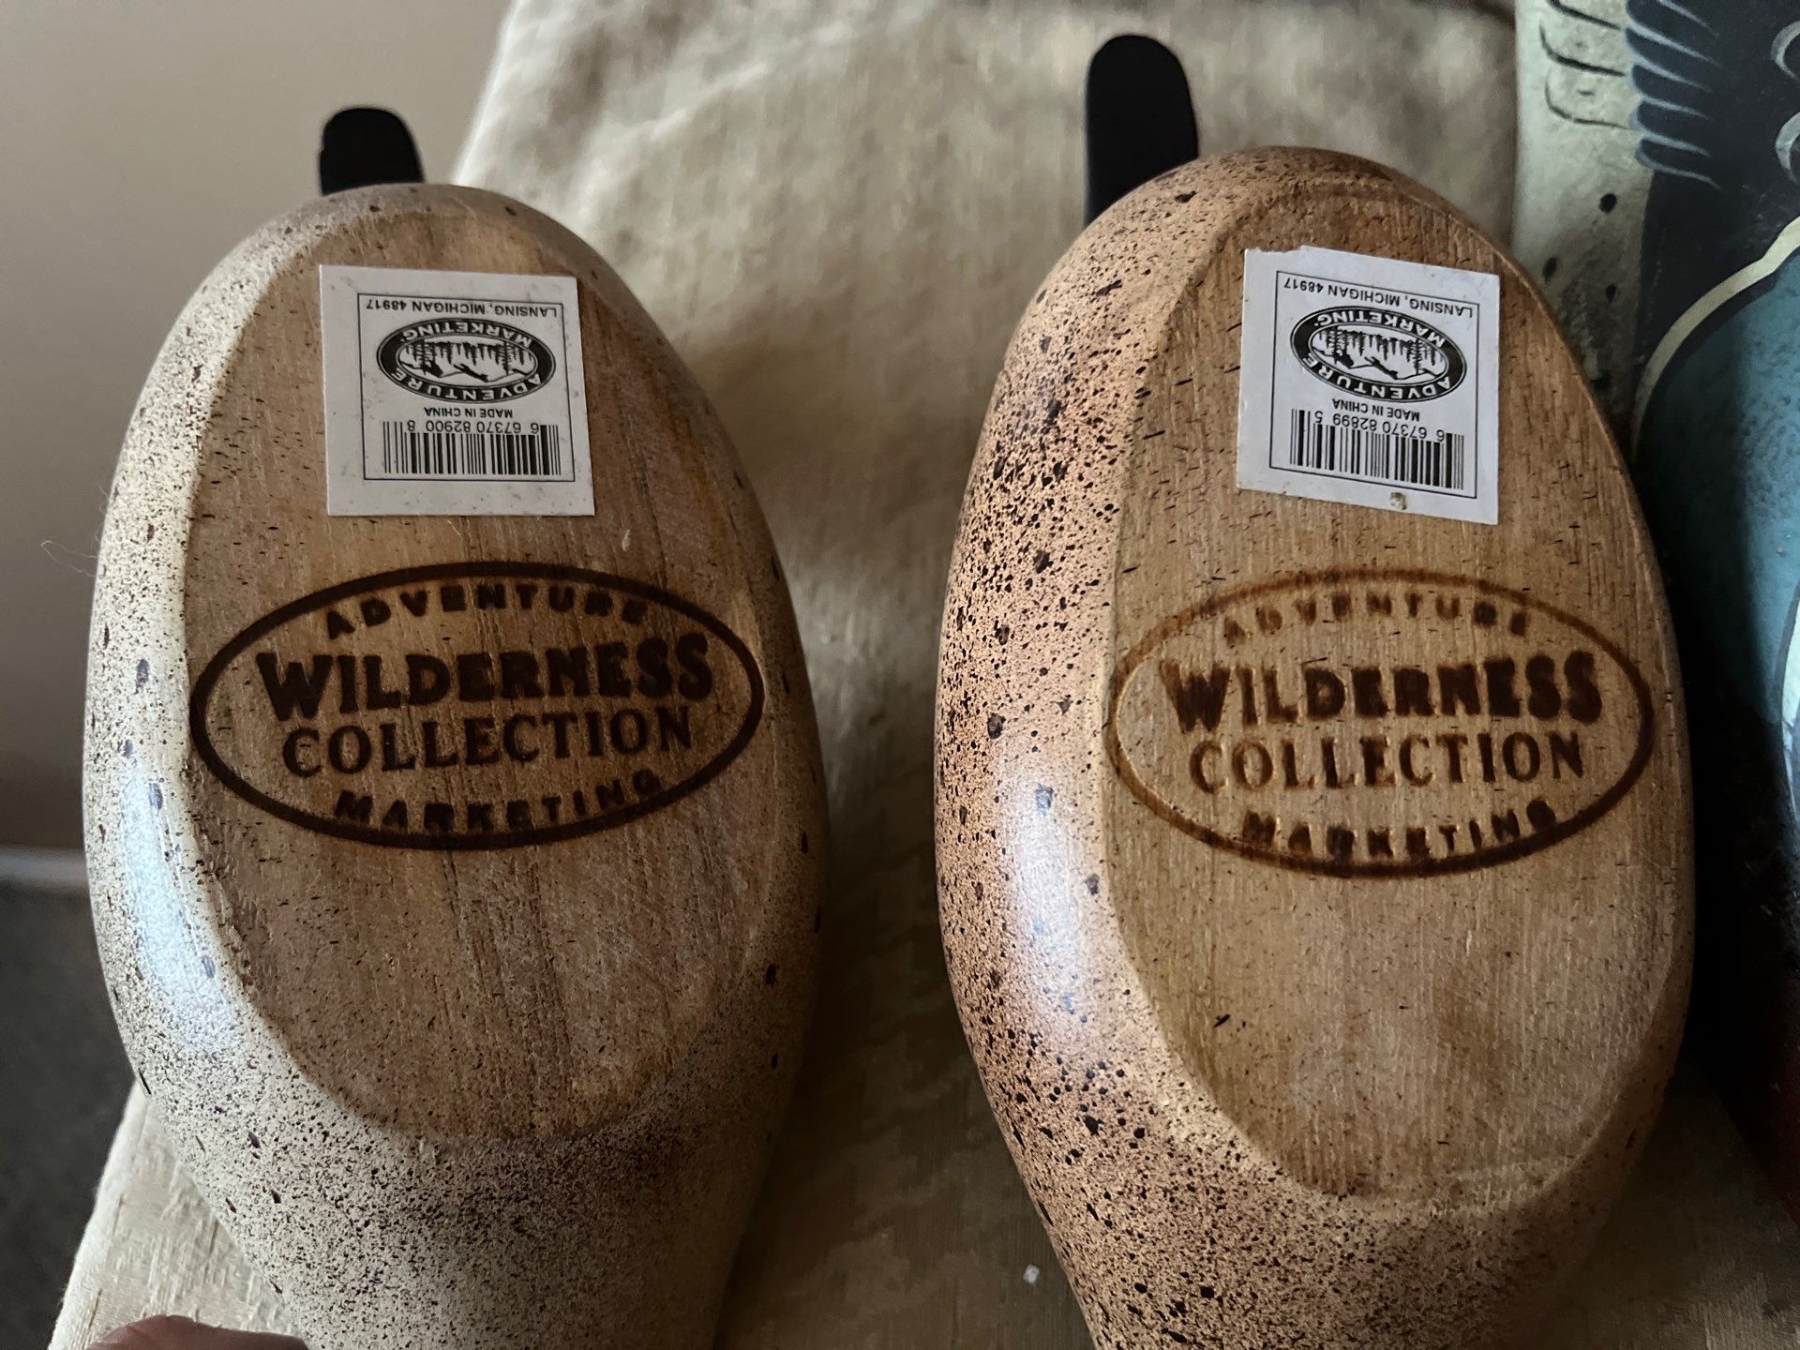 LANSING, MICHIGAN 48917
ADVENTURE
MARKETING
MADE IN CHINA
6 67370 82900 8
ADVENTURE
WILDERNESS
COLLECTION
MARKETING
LANSING, MICHIGAN 48917
ADVENTURE
MARKETING
MADE IN CHINA
6 67370 82899 5
ADVENTURE
WILDERNESS
COLLECTION
MARKETING